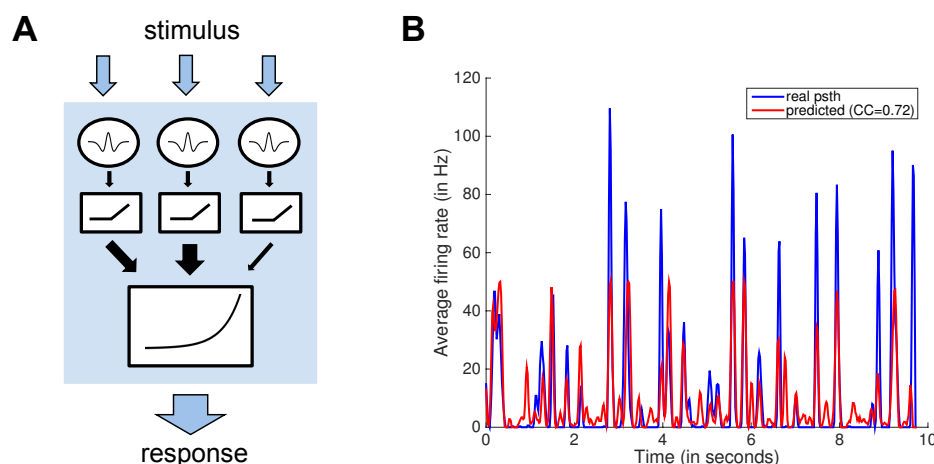 A
stimulus
response
B
120
100
80
60
40
20
0
Average firing rate (in Hz)
real psth
predicted (CC=0.72)
0
2
4
6
8
10
Time (in seconds)